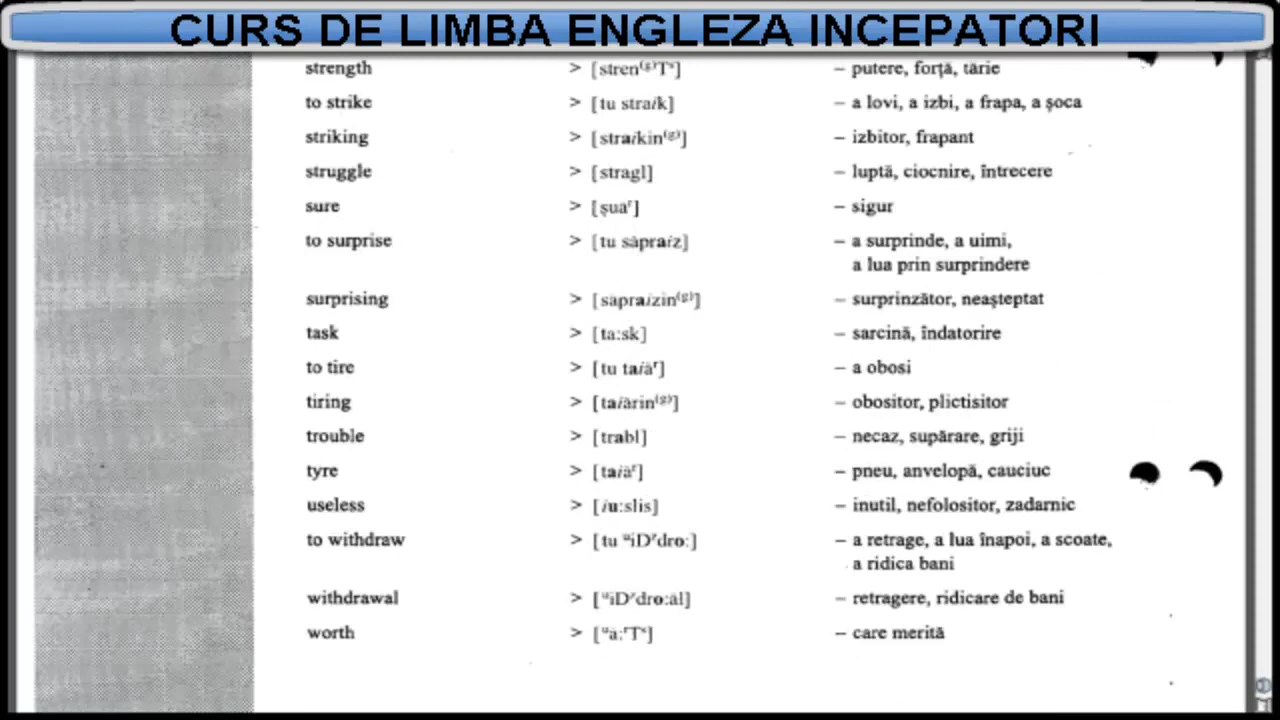 CURS DE LIMBA ENGLEZA INCEPATORI
strength > [stren⁽ᵍ⁾Tˢ] – putere, forţă, tărie
to strike > [tu straik] – a lovi, a izbi, a frapa, a şoca
striking > [straikin⁽ᵍ⁾] – izbitor, frapant
struggle > [stragl] – luptă, ciocnire, întrecere
sure > [şuaʳ] – sigur
to surprise > [tu săpraiz] – a surprinde, a uimi,
a lua prin surprindere
surprising > [săpraizin⁽ᵍ⁾] – surprinzător, neaşteptat
task > [ta:sk] – sarcină, îndatorire
to tire > [tu taiăʳ] – a obosi
tiring > [taiărin⁽ᵍ⁾] – obositor, plictisitor
trouble > [trabl] – necaz, supărare, griji
tyre > [taiăʳ] – pneu, anvelopă, cauciuc
useless > [iu:slis] – inutil, nefolositor, zadarnic
to withdraw > [tu ᵘiDᶻdro:] – a retrage, a lua înapoi, a scoate,
a ridica bani
withdrawal > [ᵘiDᶻdro:ăl] – retragere, ridicare de bani
worth > [ᵘă:ʳTˢ] – care merită